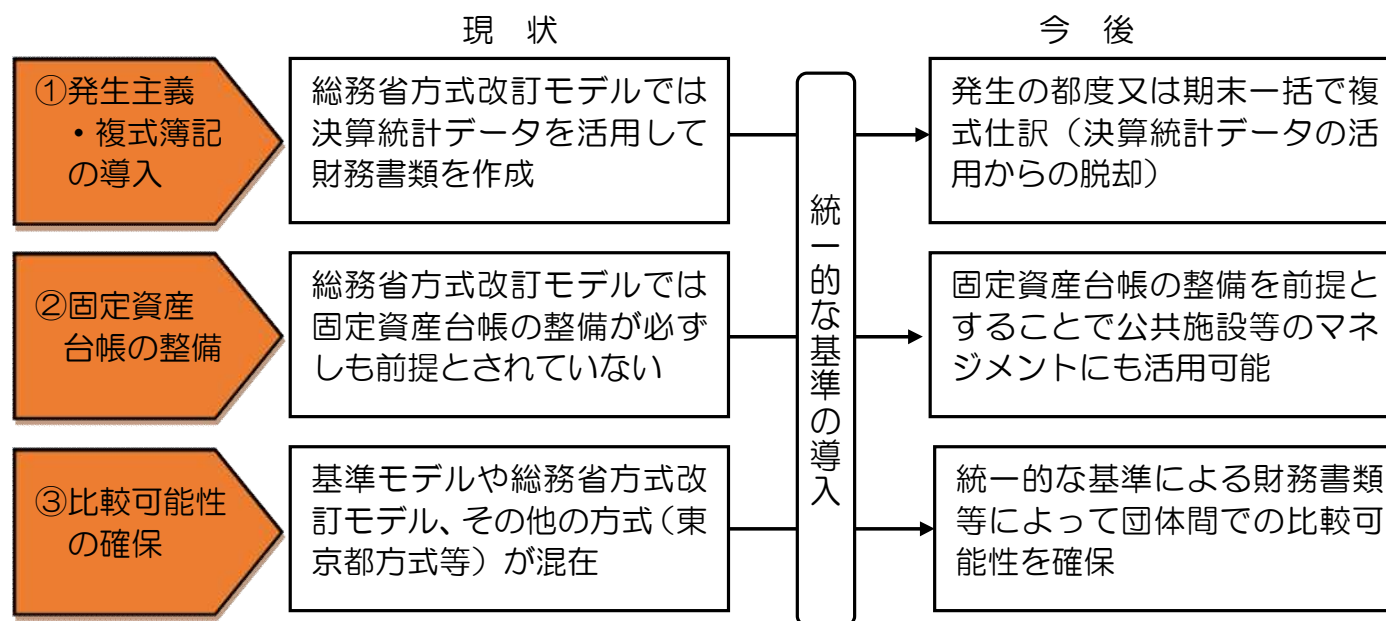 現 状
今 後
①発生主義
・複式簿記
の導入
総務省方式改訂モデルでは
決算統計データを活用して
財務書類を作成
発生の都度又は期末一括で複
式仕訳（決算統計データの活
用からの脱却）
②固定資産
台帳の整備
総務省方式改訂モデルでは
固定資産台帳の整備が必ず
しも前提とされていない
固定資産台帳の整備を前提と
することで公共施設等のマネ
ジメントにも活用可能
③比較可能性
の確保
基準モデルや総務省方式改
訂モデル、その他の方式（東
京都方式等）が混在
統一的な基準による財務書類
等によって団体間での比較可
能性を確保
統一的な基準の導入